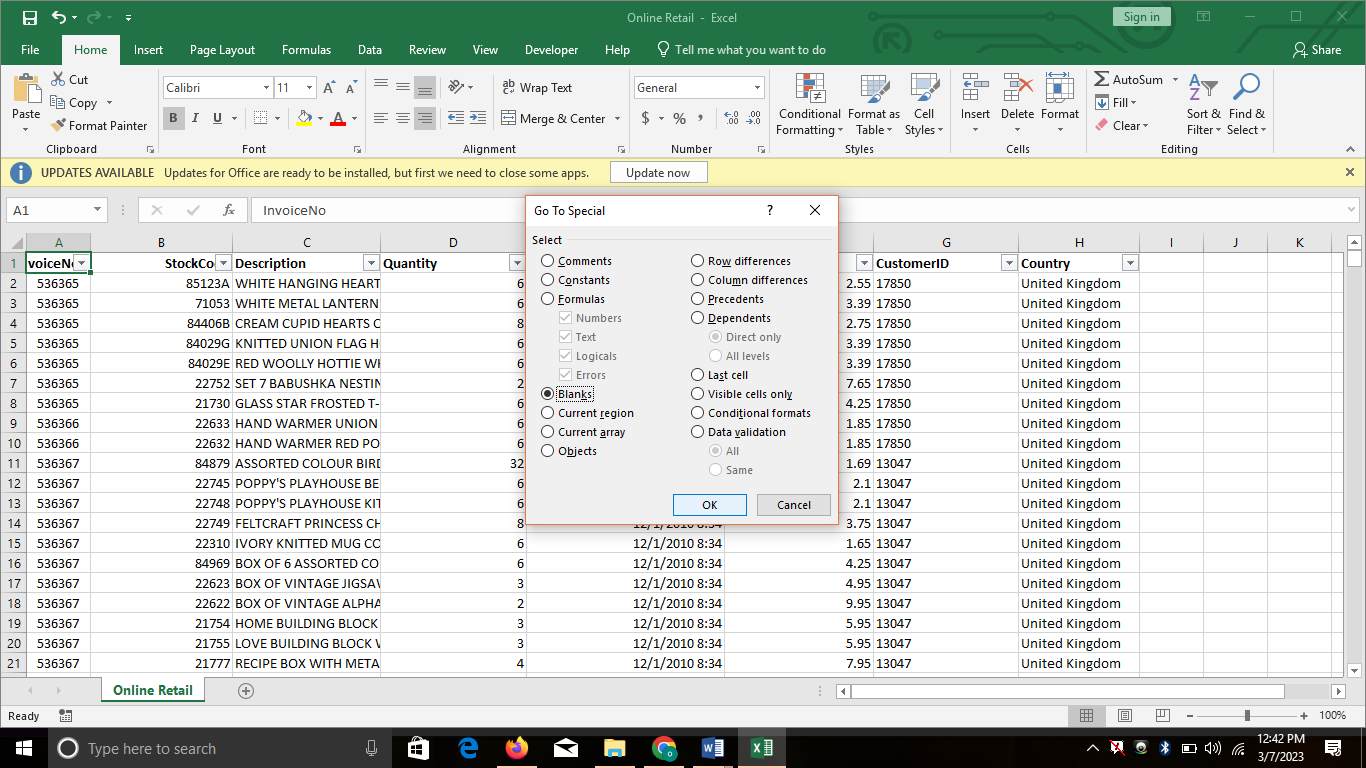 Online Retail - Excel
Sign in
File Home Insert Page Layout Formulas Data Review View Developer Help Tell me what you want to do Share
Paste
Cut
Copy
Format Painter
Clipboard
Calibri 11
B I U
Font
Wrap Text
Merge & Center
Alignment
General
$ % ,
Number
Conditional Formatting
Format as Table
Cell Styles
Styles
Insert Delete Format
Cells
AutoSum
Fill
Clear
Sort & Filter
Find & Select
Editing
UPDATES AVAILABLE Updates for Office are ready to be installed, but first we need to close some apps. Update now
A1 fx InvoiceNo
Go To Special ?
Select
Comments
Constants
Formulas
Numbers
Text
Logicals
Errors
Blanks
Current region
Current array
Objects
Row differences
Column differences
Precedents
Dependents
Direct only
All levels
Last cell
Visible cells only
Conditional formats
Data validation
All
Same
OK Cancel
A B C D G H I J K
1 voiceNo StockCo Description Quantity CustomerID Country
2 536365 85123A WHITE HANGING HEART 6 2.55 17850 United Kingdom
3 536365 71053 WHITE METAL LANTERN 6 3.39 17850 United Kingdom
4 536365 84406B CREAM CUPID HEARTS C 8 2.75 17850 United Kingdom
5 536365 84029G KNITTED UNION FLAG H 6 3.39 17850 United Kingdom
6 536365 84029E RED WOOLLY HOTTIE WH 6 3.39 17850 United Kingdom
7 536365 22752 SET 7 BABUSHKA NESTIN 2 7.65 17850 United Kingdom
8 536365 21730 GLASS STAR FROSTED T- 6 4.25 17850 United Kingdom
9 536366 22633 HAND WARMER UNION 6 1.85 17850 United Kingdom
10 536366 22632 HAND WARMER RED PO 6 1.85 17850 United Kingdom
11 536367 84879 ASSORTED COLOUR BIRD 32 1.69 13047 United Kingdom
12 536367 22745 POPPY'S PLAYHOUSE BE 6 2.1 13047 United Kingdom
13 536367 22748 POPPY'S PLAYHOUSE KIT 6 2.1 13047 United Kingdom
14 536367 22749 FELTCRAFT PRINCESS CH 8 12/1/2010 8:34 3.75 13047 United Kingdom
15 536367 22310 IVORY KNITTED MUG CO 6 12/1/2010 8:34 1.65 13047 United Kingdom
16 536367 84969 BOX OF 6 ASSORTED CO 6 12/1/2010 8:34 4.25 13047 United Kingdom
17 536367 22623 BOX OF VINTAGE JIGSAW 3 12/1/2010 8:34 4.95 13047 United Kingdom
18 536367 22622 BOX OF VINTAGE ALPHA 2 12/1/2010 8:34 9.95 13047 United Kingdom
19 536367 21754 HOME BUILDING BLOCK 3 12/1/2010 8:34 5.95 13047 United Kingdom
20 536367 21755 LOVE BUILDING BLOCK W 3 12/1/2010 8:34 5.95 13047 United Kingdom
21 536367 21777 RECIPE BOX WITH META 4 12/1/2010 8:34 7.95 13047 United Kingdom
Online Retail
Ready 100%
Type here to search
12:42 PM
3/7/2023